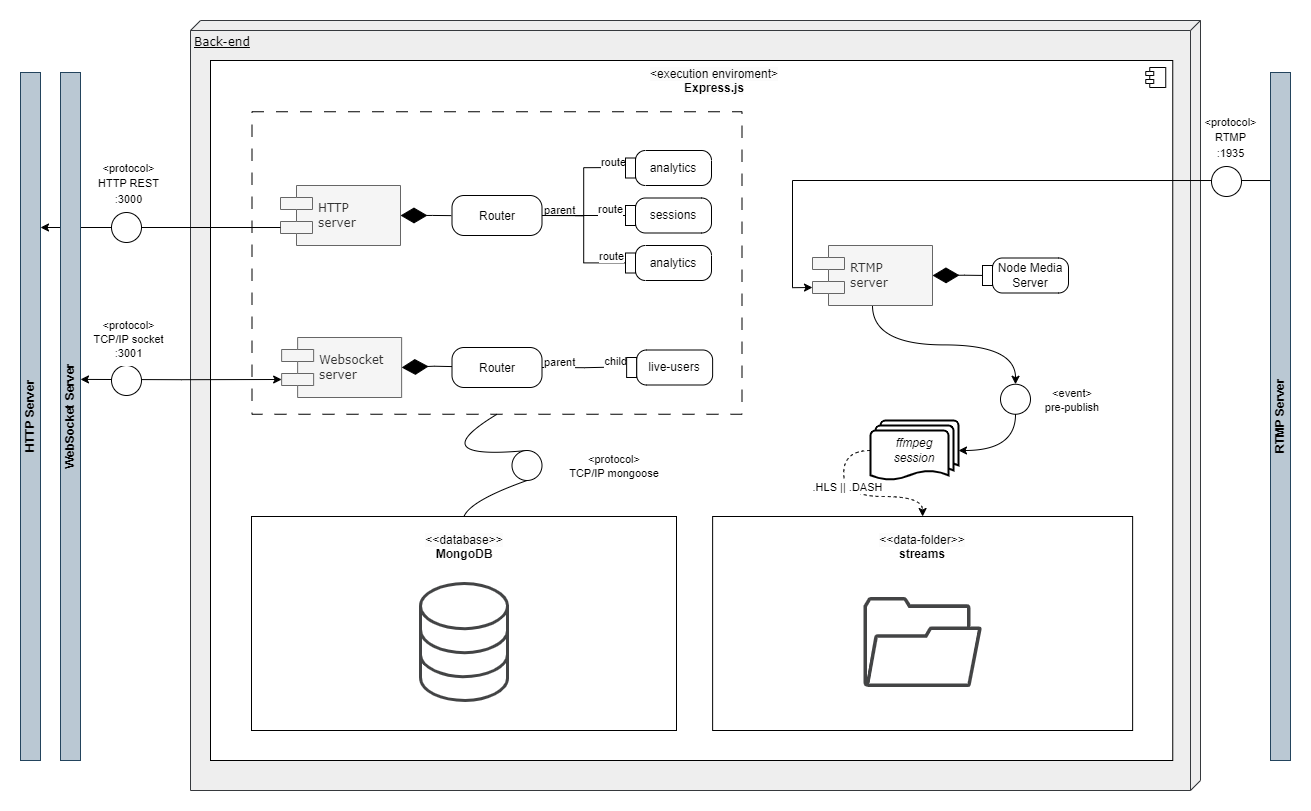 Back-end
<execution enviroment>
Express.js
<protocol>
HTTP REST
:3000
<protocol>
TCP/IP socket
:3001
HTTP Server
WebSocket Server
HTTP
server
Router
parent
route
analytics
route
sessions
route
analytics
Websocket
server
Router
parent
child
live-users
<protocol>
TCP/IP mongoose
<<database>>
MongoDB
<protocol>
RTMP
:1935
RTMP Server
RTMP
server
Node Media
Server
<event>
pre-publish
ffmpeg
session
.HLS || .DASH
<<data-folder>>
streams